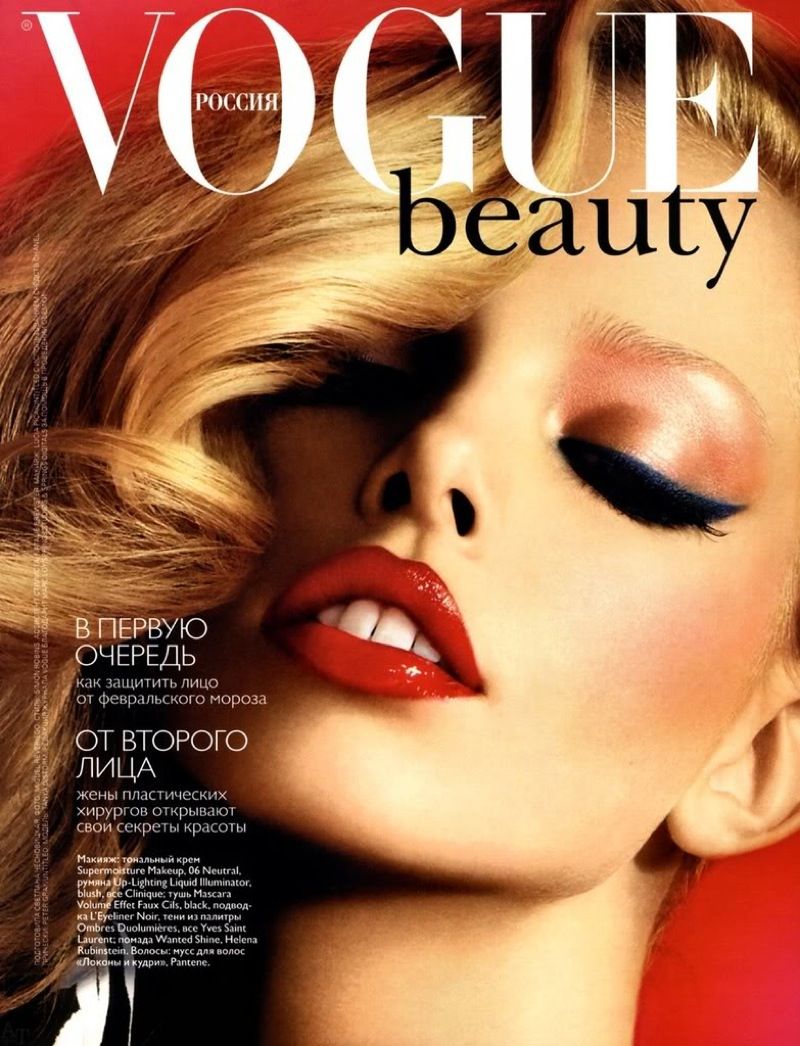 VOGUE
РОССИЯ
beauty
В ПЕРВУЮ
ОЧЕРЕДЬ
как защитить лицо
от февральского мороза
ОТ ВТОРОГО
ЛИЦА
жены пластических
хирургов открывают
свои секреты красоты
Макияж: тональный крем
Supermoisture Makeup, 06 Neutral,
румяна Up-Lighting Liquid Illuminator,
blush, все Clinique; тушь Mascara
Volume Effet Faux Cils, black, подвод-
ка L'Eyeliner Noir, тени из палитры
Ombres Duolumières, все Yves Saint
Laurent; помада Wanted Shine, Helena
Rubinstein. Волосы: мусс для волос
«Локоны и кудри», Pantene.